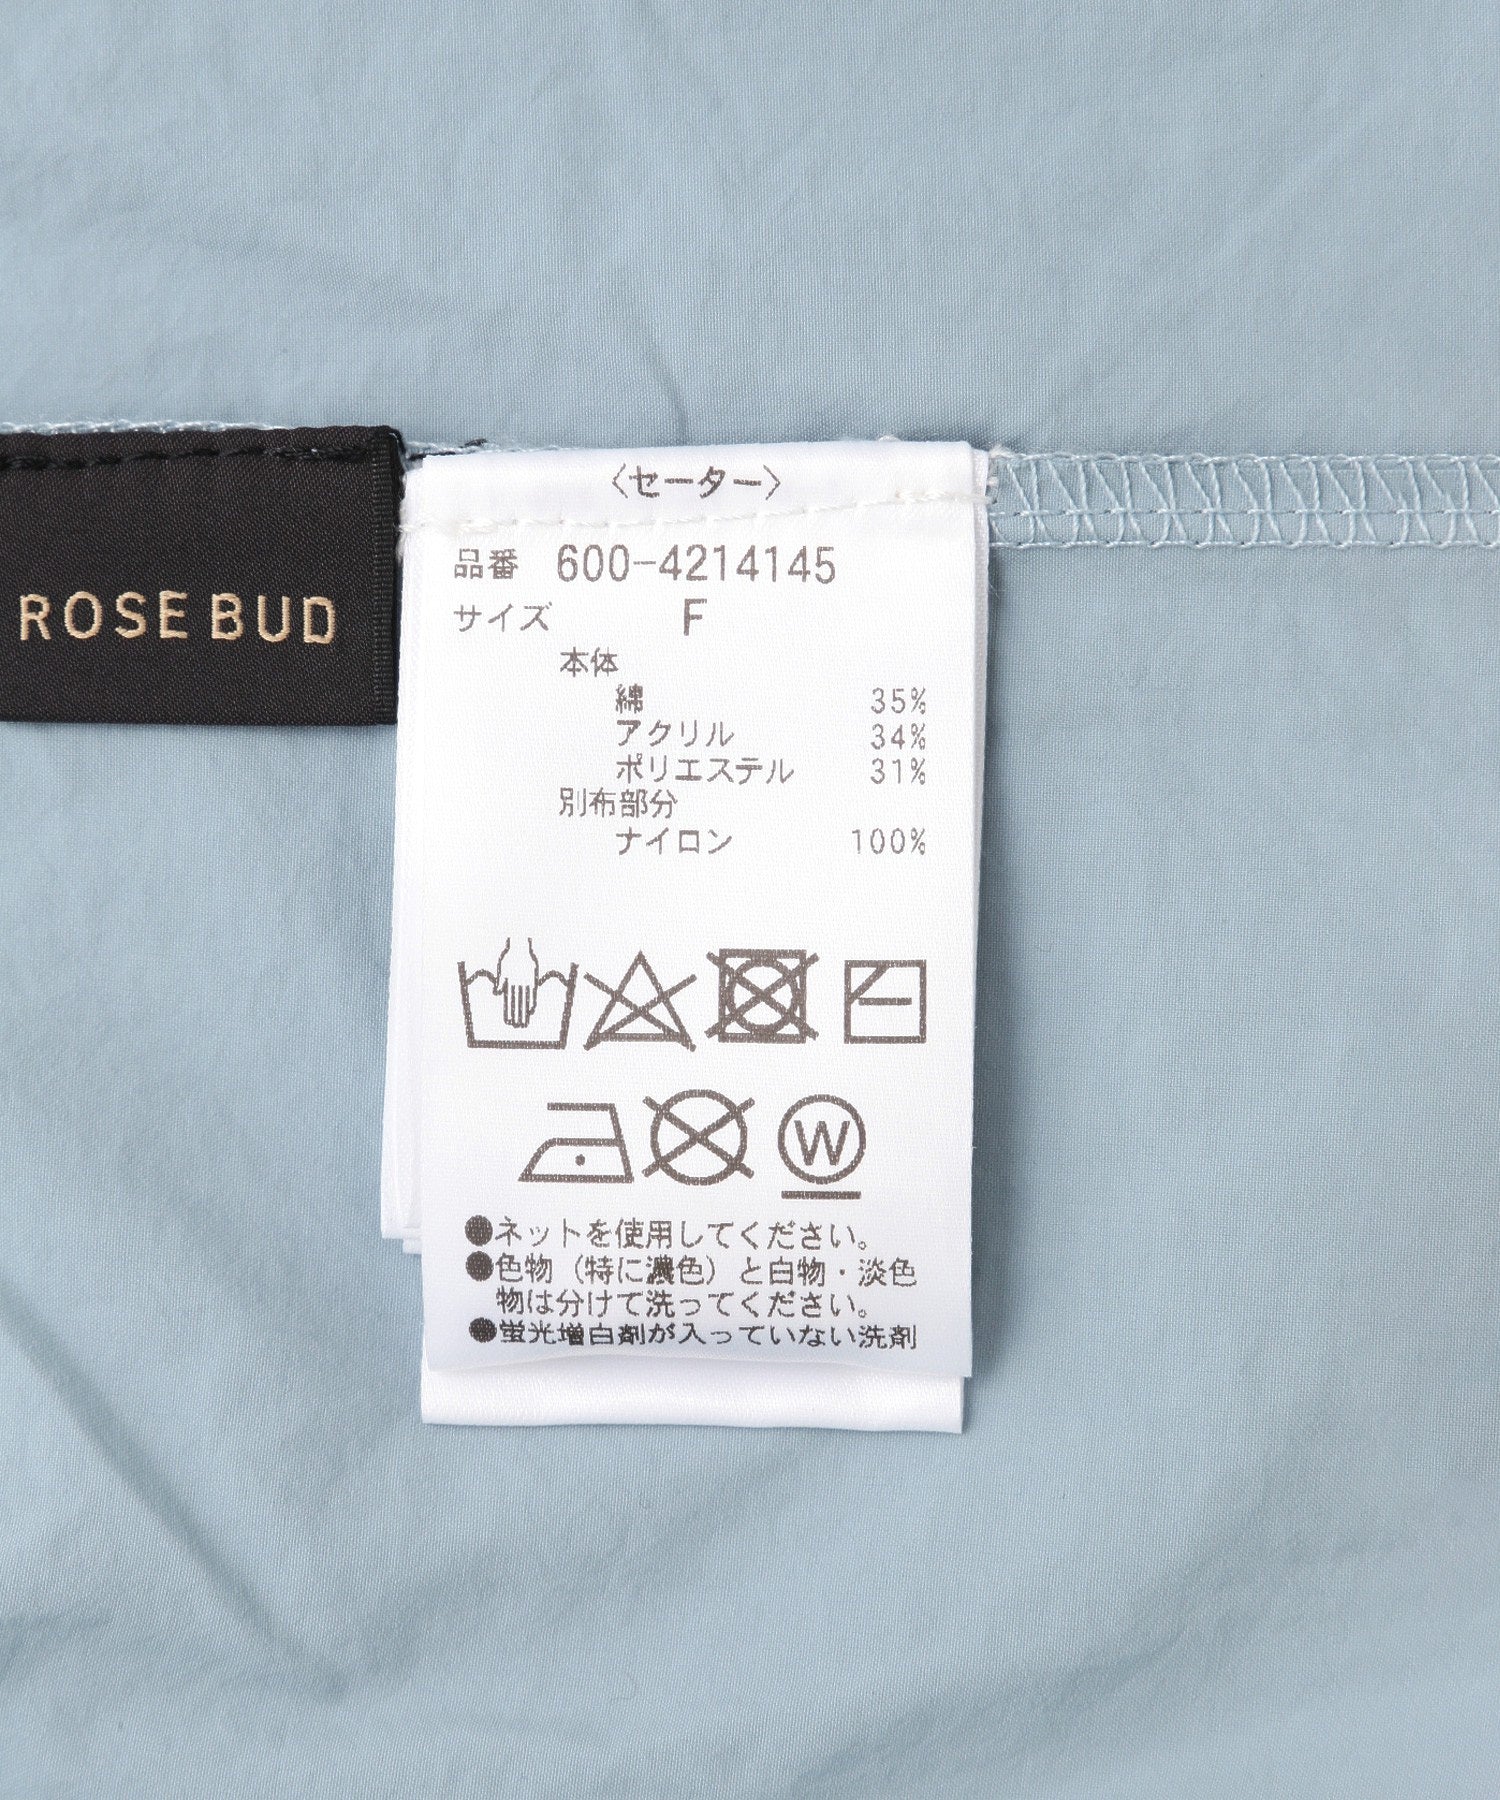 〈セーター〉
品番 600-4214145
ROSE BUD
サイズ F
本体
綿 35%
アクリル 34%
ポリエステル 31%
別布部分
ナイロン 100%
W
●ネットを使用してください。
●色物(特に濃色)と白物・淡色
物は分けて洗ってください。
●蛍光増白剤が入っていない洗剤